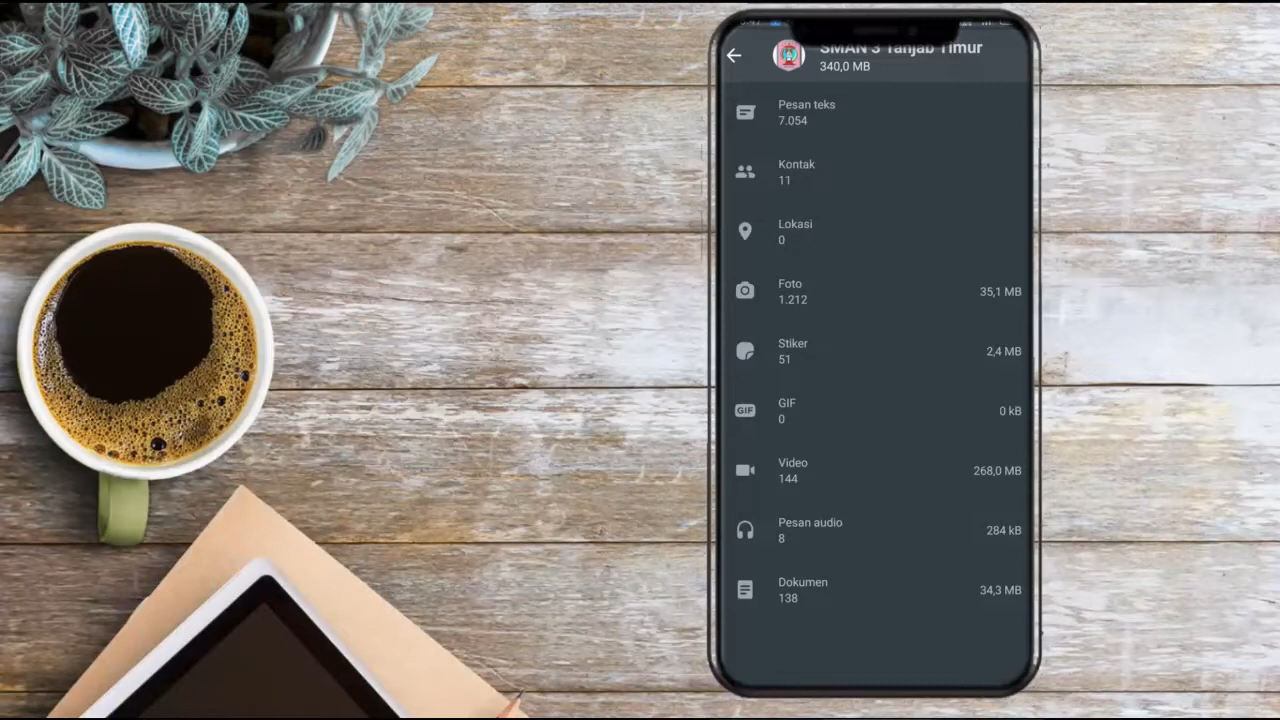 SMAN 3 Tanjab Timur
340,0 MB
Pesan teks
7.054
Kontak
11
Lokasi
0
Foto
1.212
35,1 MB
Stiker
51
2,4 MB
GIF
GIF
0
0 kB
Video
144
268,0 MB
Pesan audio
8
284 kB
Dokumen
138
34,3 MB